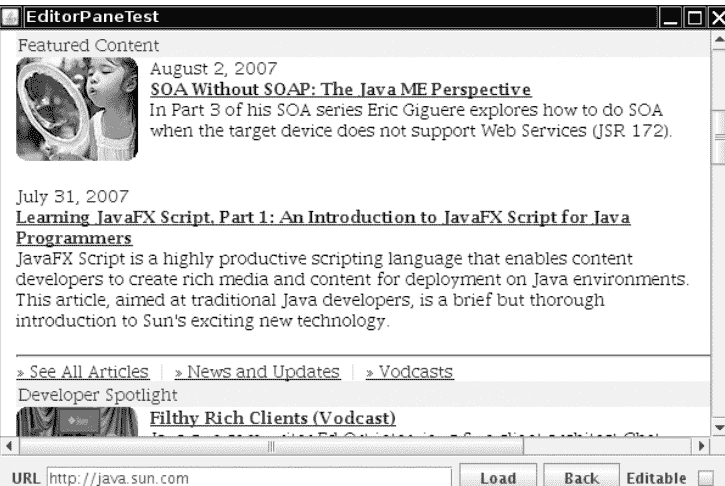 EditorPaneTest
Featured Content
August 2, 2007
SOA Without SOAP: The Java ME Perspective
In Part 3 of his SOA series Eric Giguere explores how to do SOA
when the target device does not support Web Services (JSR 172).
July 31, 2007
Learning JavaFX Script, Part 1: An Introduction to JavaFX Script for Java
Programmers
JavaFX Script is a highly productive scripting language that enables content
developers to create rich media and content for deployment on Java environments.
This article, aimed at traditional Java developers, is a brief but thorough
introduction to Sun's exciting new technology.
» See All Articles » News and Updates » Vodcasts
Developer Spotlight
Filthy Rich Clients (Vodcast)
URL http://java.sun.com Load Back Editable